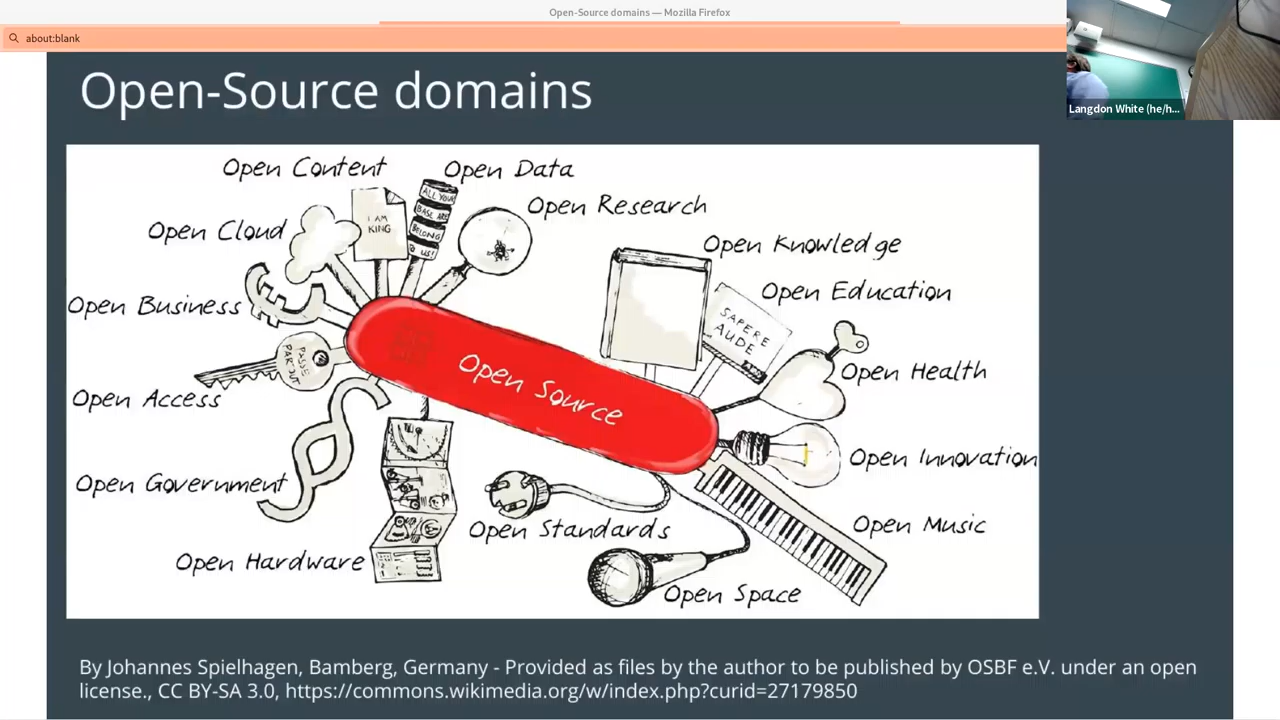 Open-Source domains — Mozilla Firefox
about:blank
Langdon White (he/h...
Open-Source domains
Open Content
Open Data
I AM
KING
ALL YOUR
BASE ARE
BELONG
TO US!
Open Research
Open Cloud
Open Knowledge
Open Business
Open Education
SAPERE
AUDE
PASSE
PARTOUT
Open Source
Open Health
Open Access
Open Innovation
Open Government
Open Music
Open Standards
Open Hardware
Open Space
By Johannes Spielhagen, Bamberg, Germany - Provided as files by the author to be published by OSBF e.V. under an open
license., CC BY-SA 3.0, https://commons.wikimedia.org/w/index.php?curid=27179850